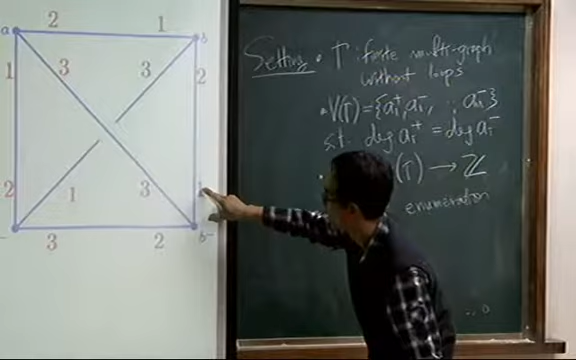 2 1
a b
1 3 3 2
2 1 3
b-
3 2
Setting • Γ: finite multi-graph
without loops
• V(Γ) = {a₁⁺, a₁⁻, ..., aₙ⁻}
s.t. deg aᵢ⁺ = deg aᵢ⁻
(Γ) → ℤ
enumeration